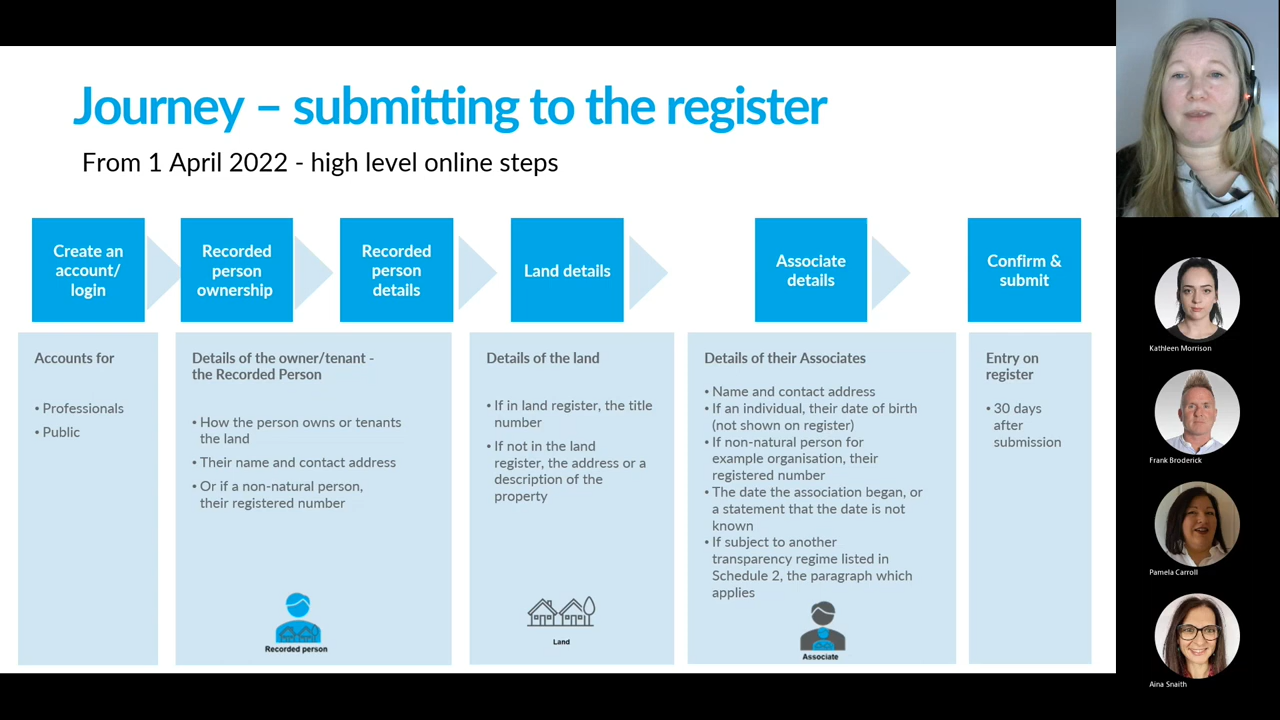 Journey – submitting to the register
From 1 April 2022 - high level online steps
Create an
account/
login
Recorded
person
ownership
Recorded
person
details
Land details
Associate
details
Confirm &
submit
Accounts for
• Professionals
• Public
Details of the owner/tenant -
the Recorded Person
• How the person owns or tenants
the land
• Their name and contact address
• Or if a non-natural person,
their registered number
Recorded person
Details of the land
• If in land register, the title
number
• If not in the land
register, the address or a
description of the
property
Land
Details of their Associates
• Name and contact address
• If an individual, their date of birth
(not shown on register)
• If non-natural person for
example organisation, their
registered number
• The date the association began, or
a statement that the date is not
known
• If subject to another
transparency regime listed in
Schedule 2, the paragraph which
applies
Associate
Entry on
register
• 30 days
after
submission
Kathleen Morrison
Frank Broderick
Pamela Carroll
Aina Snaith